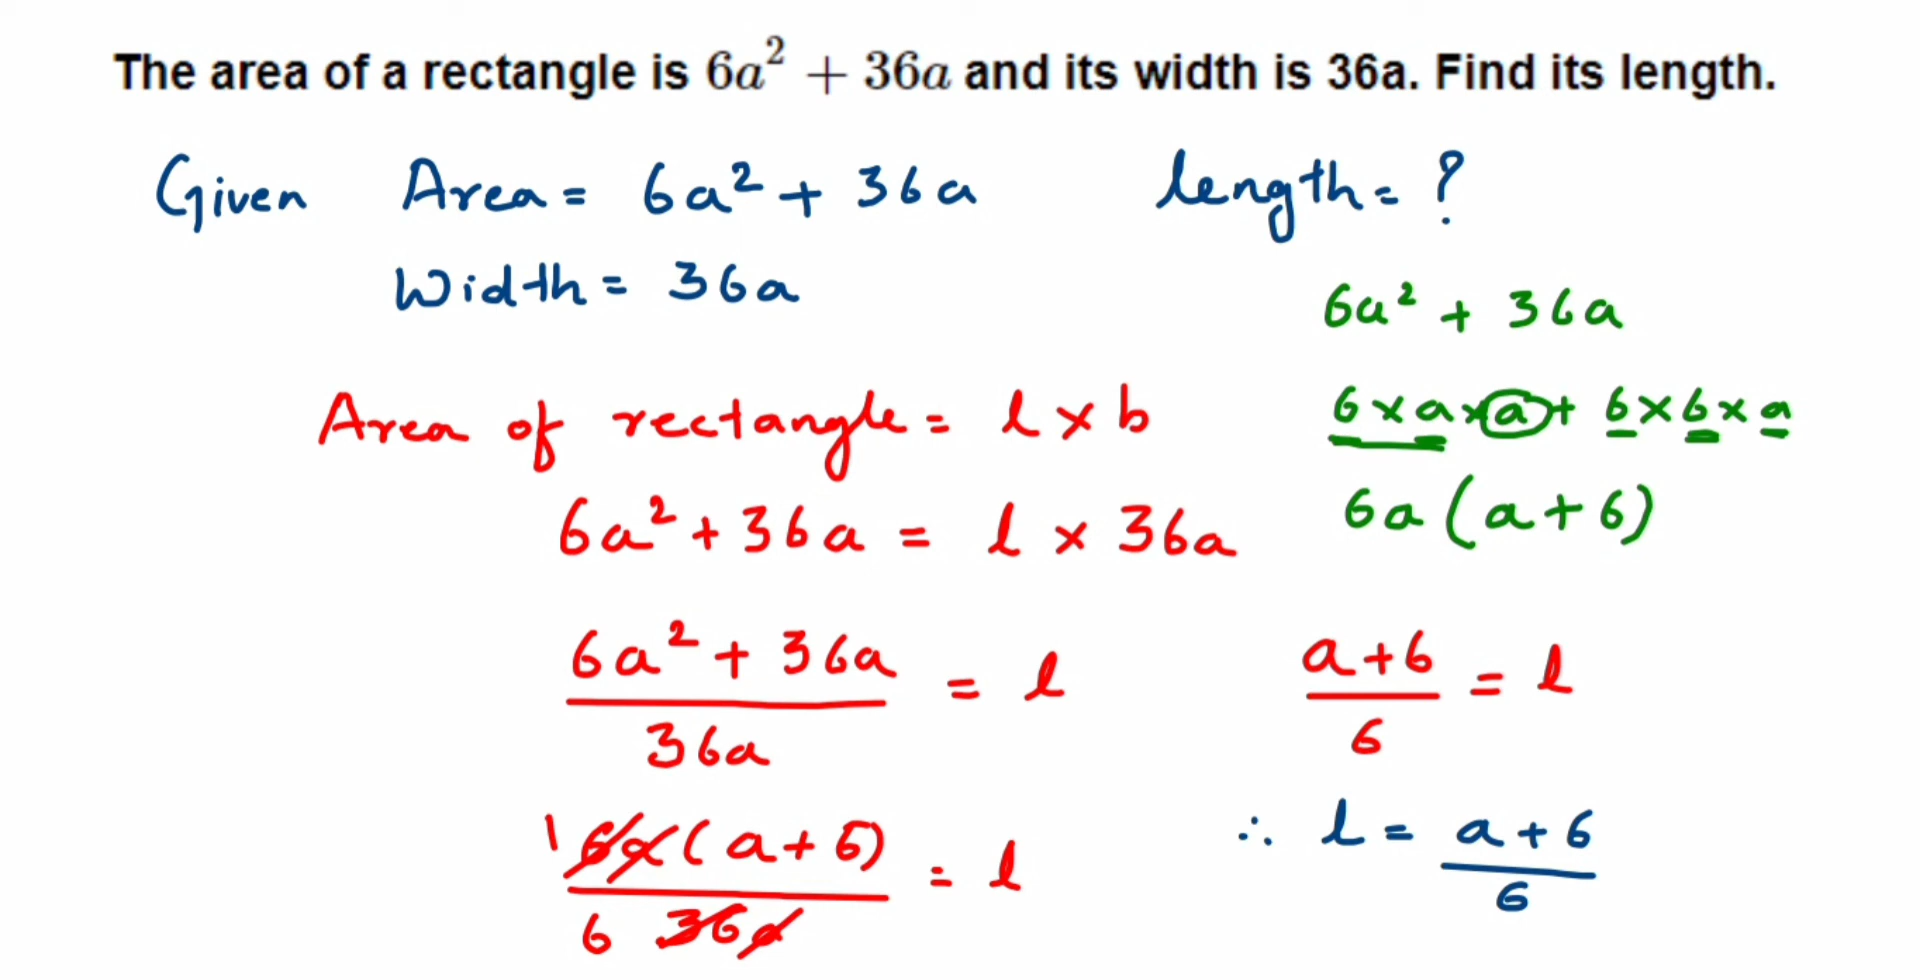 The area of a rectangle is 6a² + 36a and its width is 36a. Find its length.
Given Area = 6a² + 36a length = ?
Width = 36a
6a² + 36a
Area of rectangle = l × b
6×a×a + 6×6×a
6a² + 36a = l × 36a
6a(a+6)
6a² + 36a / 36a = l
a+6 / 6 = l
1 6a(a+6) / 6 36a = l
∴ l = a+6 / 6